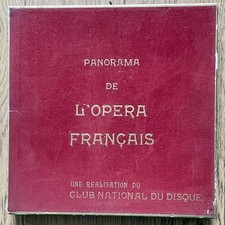 PANORAMA
DE
L'OPERA
FRANÇAIS
UNE REALISATION DU
CLUB NATIONAL DU DISQUE